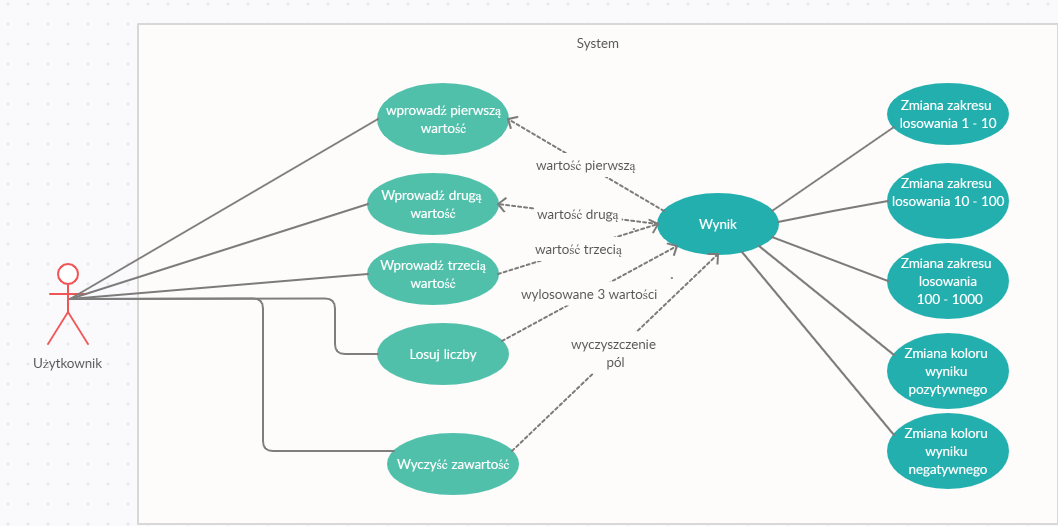 System
wprowadź pierwszą
wartość
Wprowadź drugą
wartość
Wprowadź trzecią
wartość
Losuj liczby
Wyczyść zawartość
Użytkownik
wartość pierwszą
wartość drugą
wartość trzecią
wylosowane 3 wartości
wyczyszczenie
pól
Wynik
Zmiana zakresu
losowania 1 - 10
Zmiana zakresu
losowania 10 - 100
Zmiana zakresu
losowania
100 - 1000
Zmiana koloru
wyniku
pozytywnego
Zmiana koloru
wyniku
negatywnego